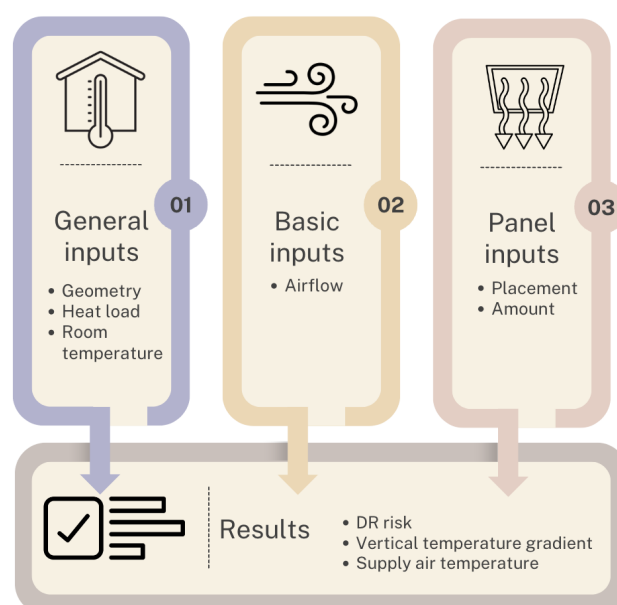 01
General
inputs
• Geometry
• Heat load
• Room
temperature
02
Basic
inputs
• Airflow
03
Panel
inputs
• Placement
• Amount
Results
• DR risk
• Vertical temperature gradient
• Supply air temperature